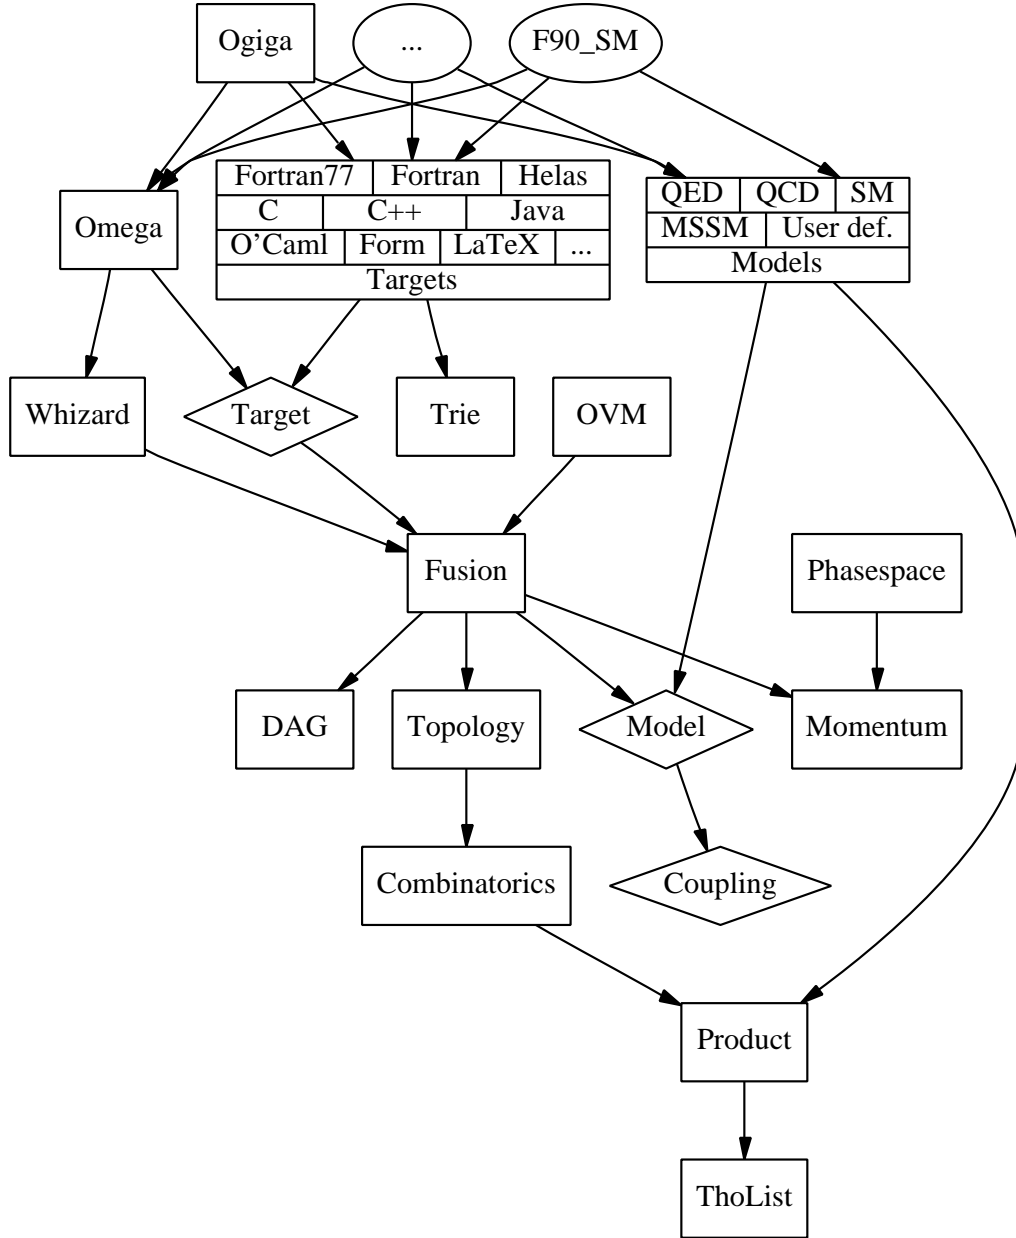 Ogiga
...
F90_SM
Fortran77 Fortran Helas
C C++ Java
O'Caml Form LaTeX ...
Targets
QED QCD SM
MSSM User def.
Models
Omega
Whizard
Target
Trie
OVM
Fusion
Phasespace
DAG
Topology
Model
Momentum
Combinatorics
Coupling
Product
ThoList